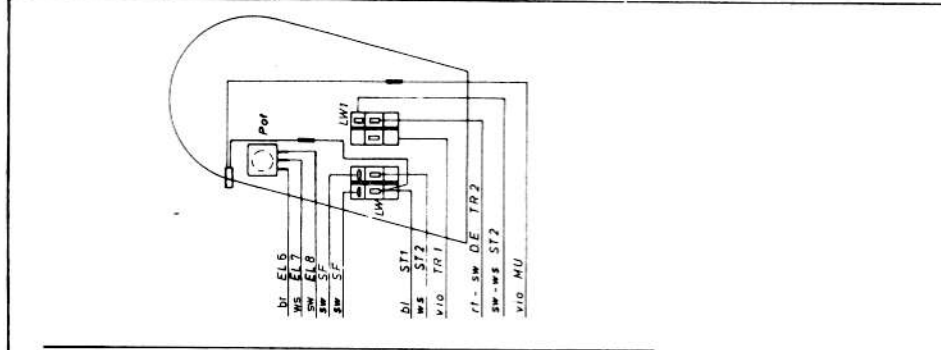 Pot
LW1
LW
br EL6
ws EL7
sw EL8
sw SF
sw SF
bl ST1
ws ST2
vio TR1
rt-sw DE TR2
sw-ws ST2
vio MU